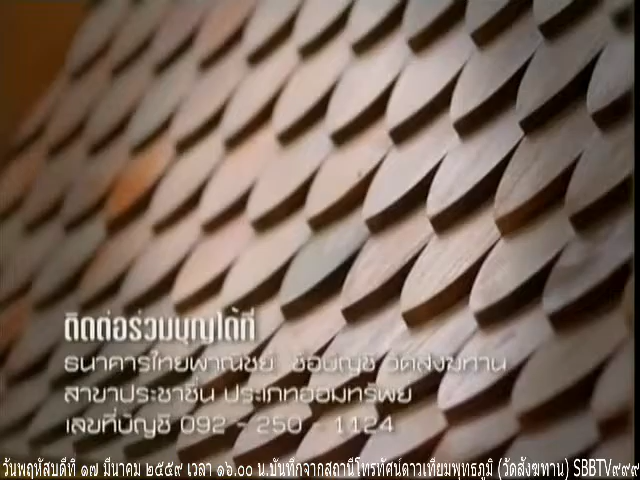 ติดต่อร่วมบุญได้ที่
ธนาคารไทยพาณิชย์ ชื่อบัญชี วัดสังฆทาน
สาขาประชาชื่น ประเภทออมทรัพย์
เลขที่บัญชี 092 - 250 - 1124
วันพฤหัสบดีที่ ๑๗ มีนาคม ๒๕๕๙ เวลา ๑๖.๐๐ น.บันทึกจากสถานีโทรทัศน์ดาวเทียมพุทธภูมิ (วัดสังฆทาน) SBBTV๙๙๙